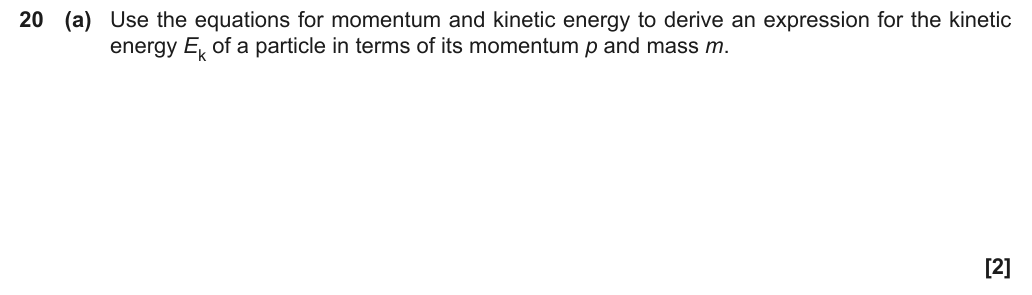 20 (a) Use the equations for momentum and kinetic energy to derive an expression for the kinetic
energy Eₖ of a particle in terms of its momentum p and mass m.
[2]